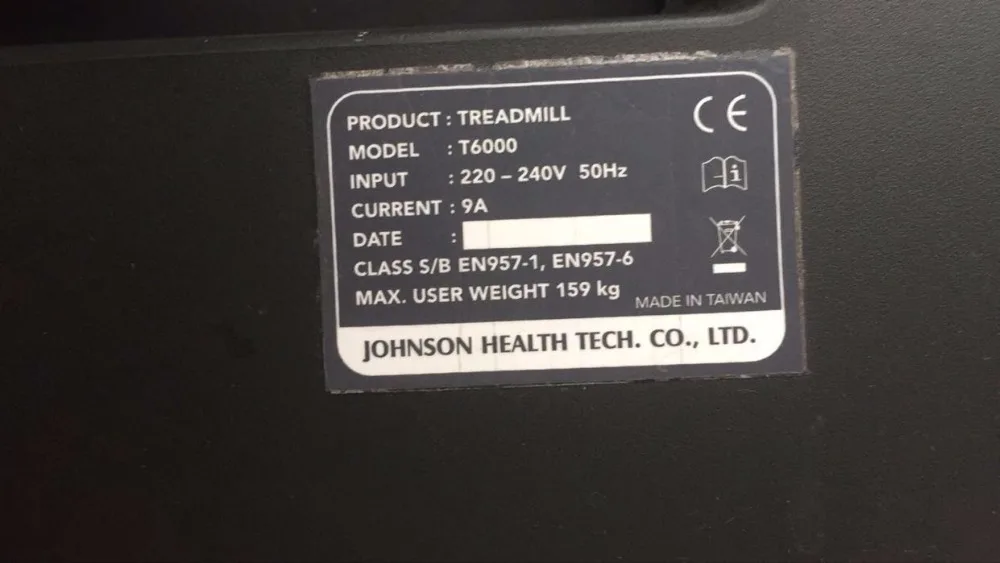 PRODUCT : TREADMILL
MODEL : T6000
INPUT : 220 – 240V 50Hz
CURRENT : 9A
DATE :
CLASS S/B EN957-1, EN957-6
MAX. USER WEIGHT 159 kg
MADE IN TAIWAN
JOHNSON HEALTH TECH. CO., LTD.
CE
i